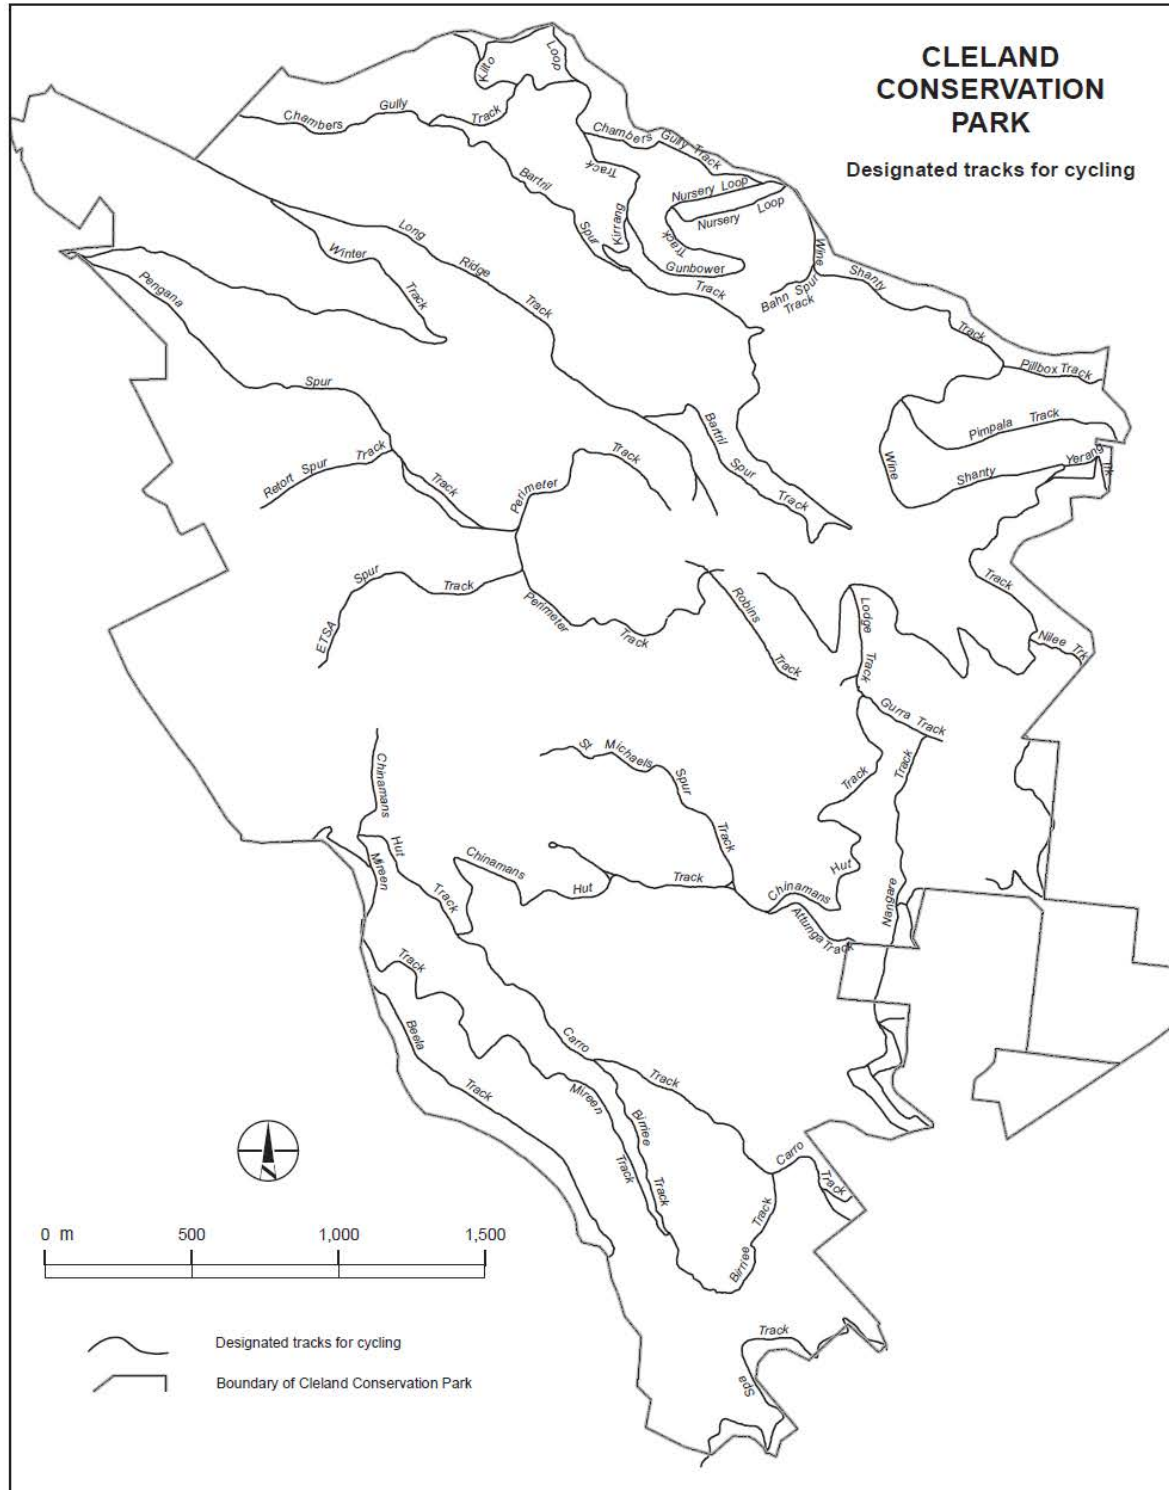 CLELAND
CONSERVATION
PARK
Designated tracks for cycling
Kilto Loop
Chambers Gully Track
Chambers Gully Track
Bartril Spur Track
Kirrang Track
Nursery Loop
Nursery Loop
Gunbower Track
Wine Shanty Track
Bahn Spur
Track
Long Ridge Track
Winter Track
Pengana Spur Track
Pillbox Track
Pimpala Track
Wine Shanty
Yerang Trk
Track
Bartril Spur Track
Retort Spur Track
Perimeter Track
ETSA Spur Track
Perimeter Track
Robins Track
Lodge Track
Nilee Trk
Gurra Track
Chinamans Hut Track
St Michaels Spur Track
Track
Hut
Chinamans
Nangare Track
Mireen
Track
Chinamans Hut Track
Attunga Track
Beela Track
Carro Track
Mireen Track
Birriee Track
Carro Track
Birriee Track
0 m 500 1,000 1,500
Spa Track
Designated tracks for cycling
Boundary of Cleland Conservation Park